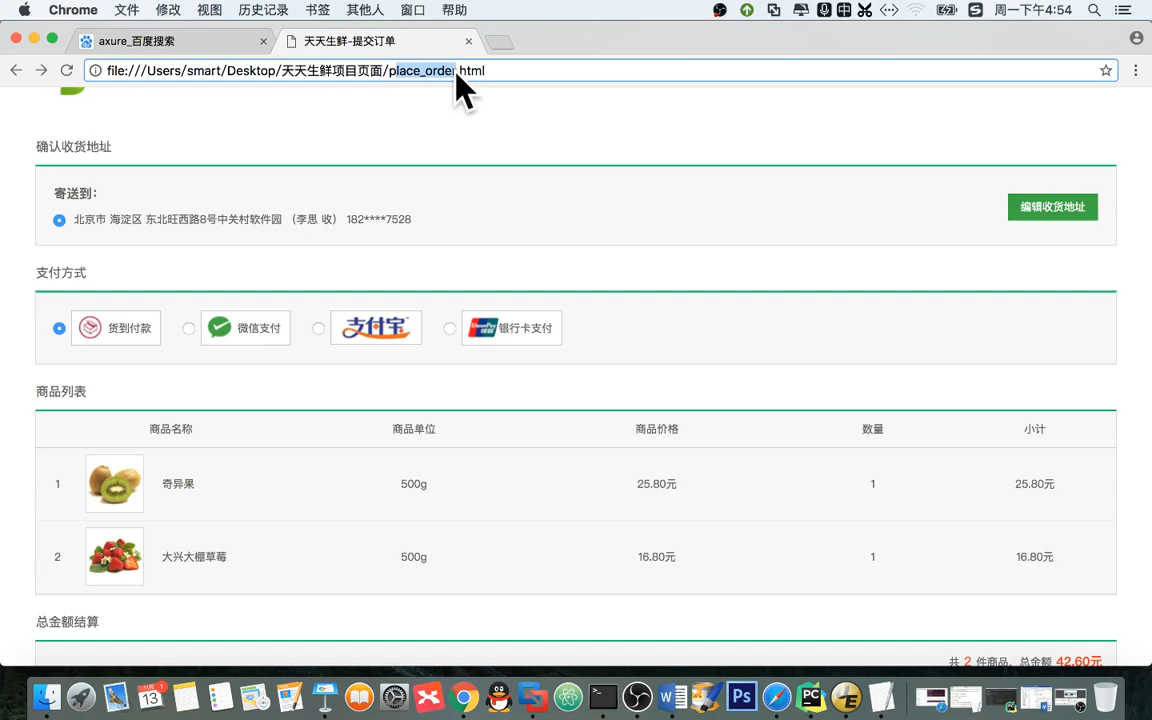 Chrome 文件 修改 视图 历史记录 书签 其他人 窗口 帮助 周一下午4:54
axure_百度搜索 天天生鲜-提交订单
file:///Users/smart/Desktop/天天生鲜项目页面/place_order.html
确认收货地址
寄送到：
北京市 海淀区 东北旺西路8号中关村软件园 （李思 收） 182****7528
编辑收货地址
支付方式
货到付款 微信支付 支付宝 UnionPay 银行卡支付
商品列表
商品名称 商品单位 商品价格 数量 小计
1 奇异果 500g 25.80元 1 25.80元
2 大兴大棚草莓 500g 16.80元 1 16.80元
总金额结算
共 2 件商品，总金额 42.60元
13
Ps
PC